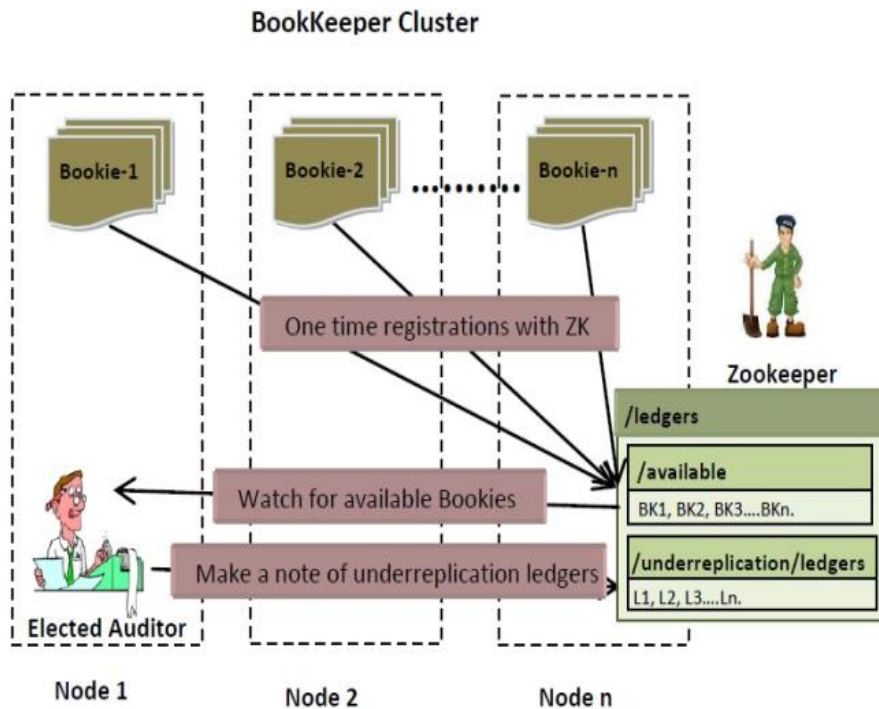 BookKeeper Cluster
Bookie-1
Bookie-2
Bookie-n
One time registrations with ZK
Zookeeper
/ledgers
/available
BK1, BK2, BK3....BKn.
Watch for available Bookies
/underreplication/ledgers
L1, L2, L3....Ln.
Make a note of underreplication ledgers
Elected Auditor
Node 1
Node 2
Node n